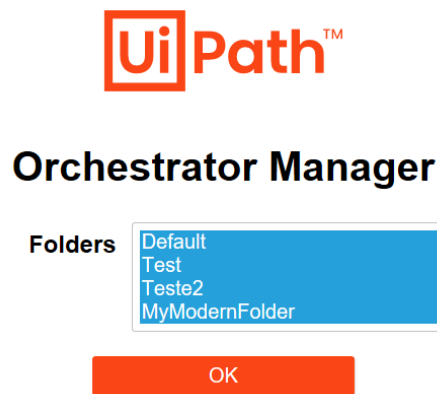 UiPath™
Orchestrator Manager
Folders
Default
Test
Teste2
MyModernFolder
OK